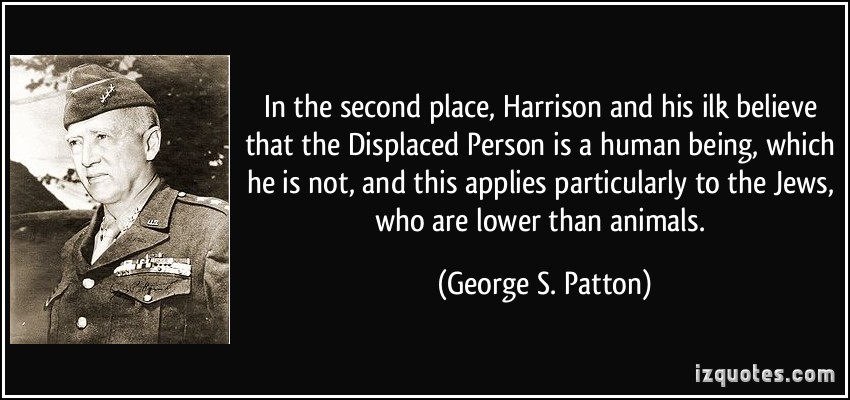 In the second place, Harrison and his ilk believe
that the Displaced Person is a human being, which
he is not, and this applies particularly to the Jews,
who are lower than animals.
(George S. Patton)
izquotes.com